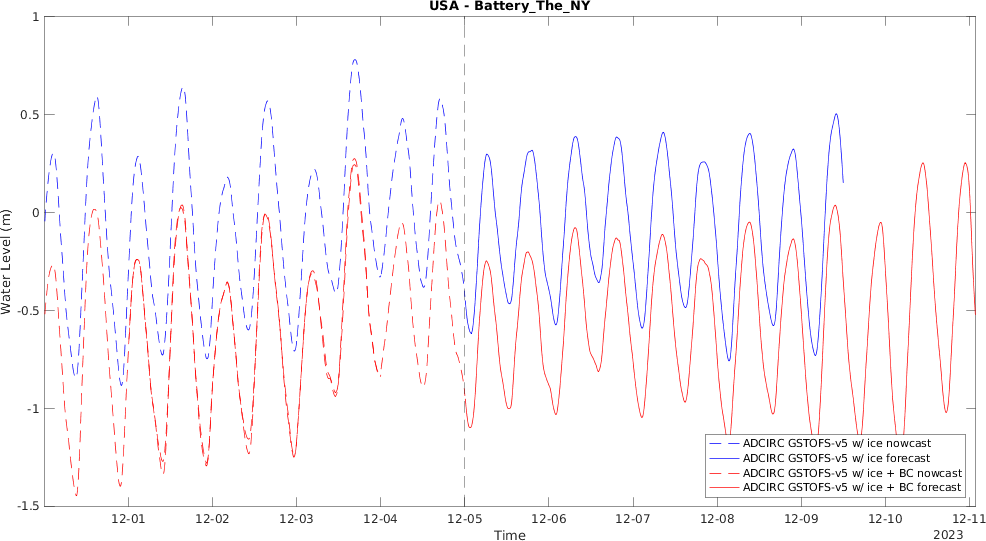 USA - Battery_The_NY
1
0.5
0
-0.5
-1
-1.5
Water Level (m)
ADCIRC GSTOFS-v5 w/ ice nowcast
ADCIRC GSTOFS-v5 w/ ice forecast
ADCIRC GSTOFS-v5 w/ ice + BC nowcast
ADCIRC GSTOFS-v5 w/ ice + BC forecast
12-01 12-02 12-03 12-04 12-05 12-06 12-07 12-08 12-09 12-10 12-11
Time
2023